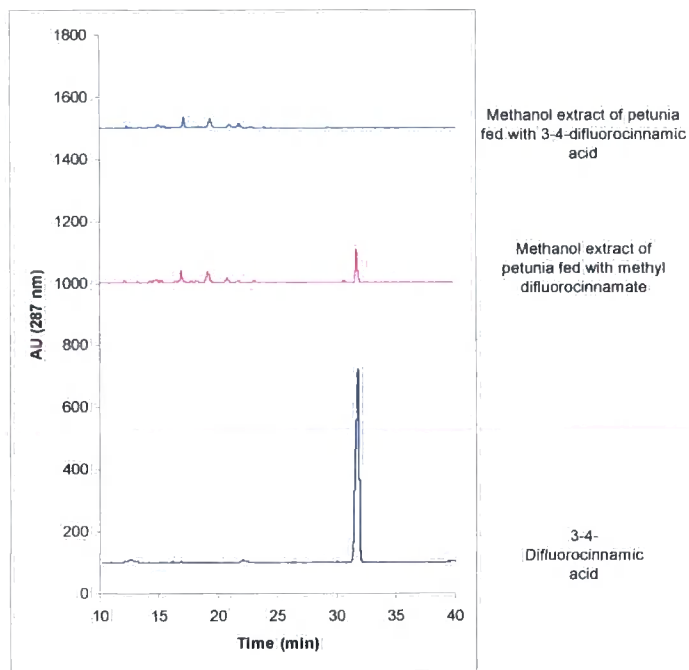 1800
1600
1400
1200
1000
800
600
400
200
0
AU (287 nm)
10 15 20 25 30 35 40
Time (min)
Methanol extract of petunia
fed with 3-4-difluorocinnamic
acid
Methanol extract of
petunia fed with methyl
difluorocinnamate
3-4-
Difluorocinnamic
acid